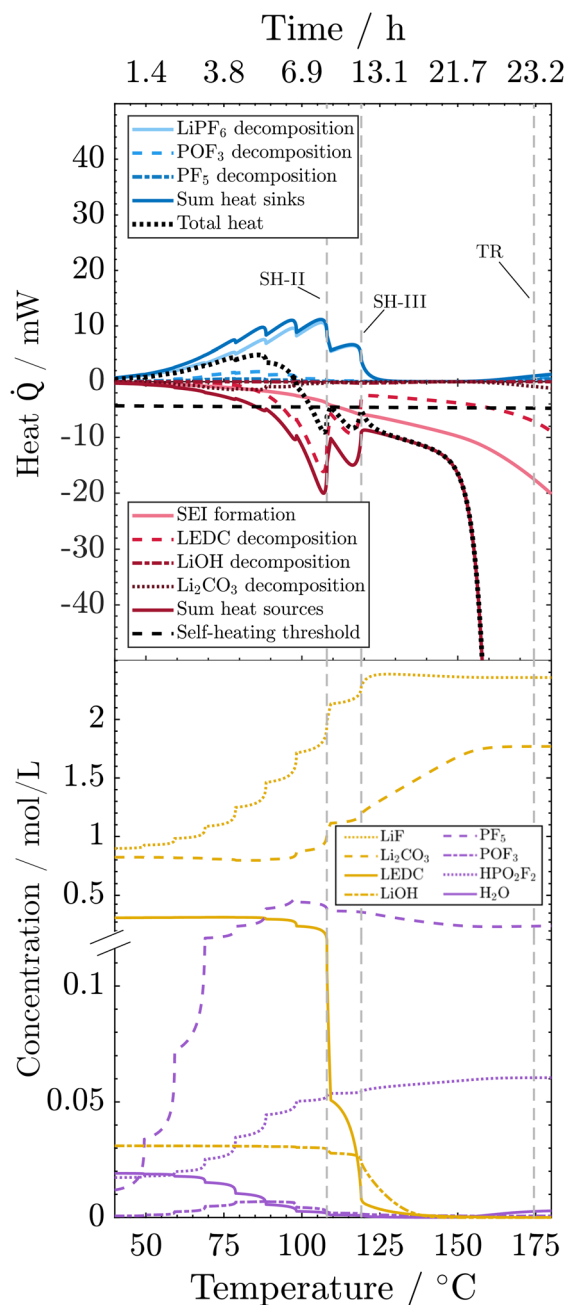 Time / h
1.4 3.8 6.9 13.1 21.7 23.2
LiPF₆ decomposition
POF₃ decomposition
PF₅ decomposition
Sum heat sinks
Total heat
SH-II
SH-III
TR
40
20
10
0
-10
-20
-30
-40
Heat Q̇ / mW
SEI formation
LEDC decomposition
LiOH decomposition
Li₂CO₃ decomposition
Sum heat sources
Self-heating threshold
2
1.5
1
0.5
0.1
0.05
0
Concentration / mol/L
LiF
Li₂CO₃
LEDC
LiOH
PF₅
POF₃
HPO₂F₂
H₂O
50 75 100 125 150 175
Temperature / °C